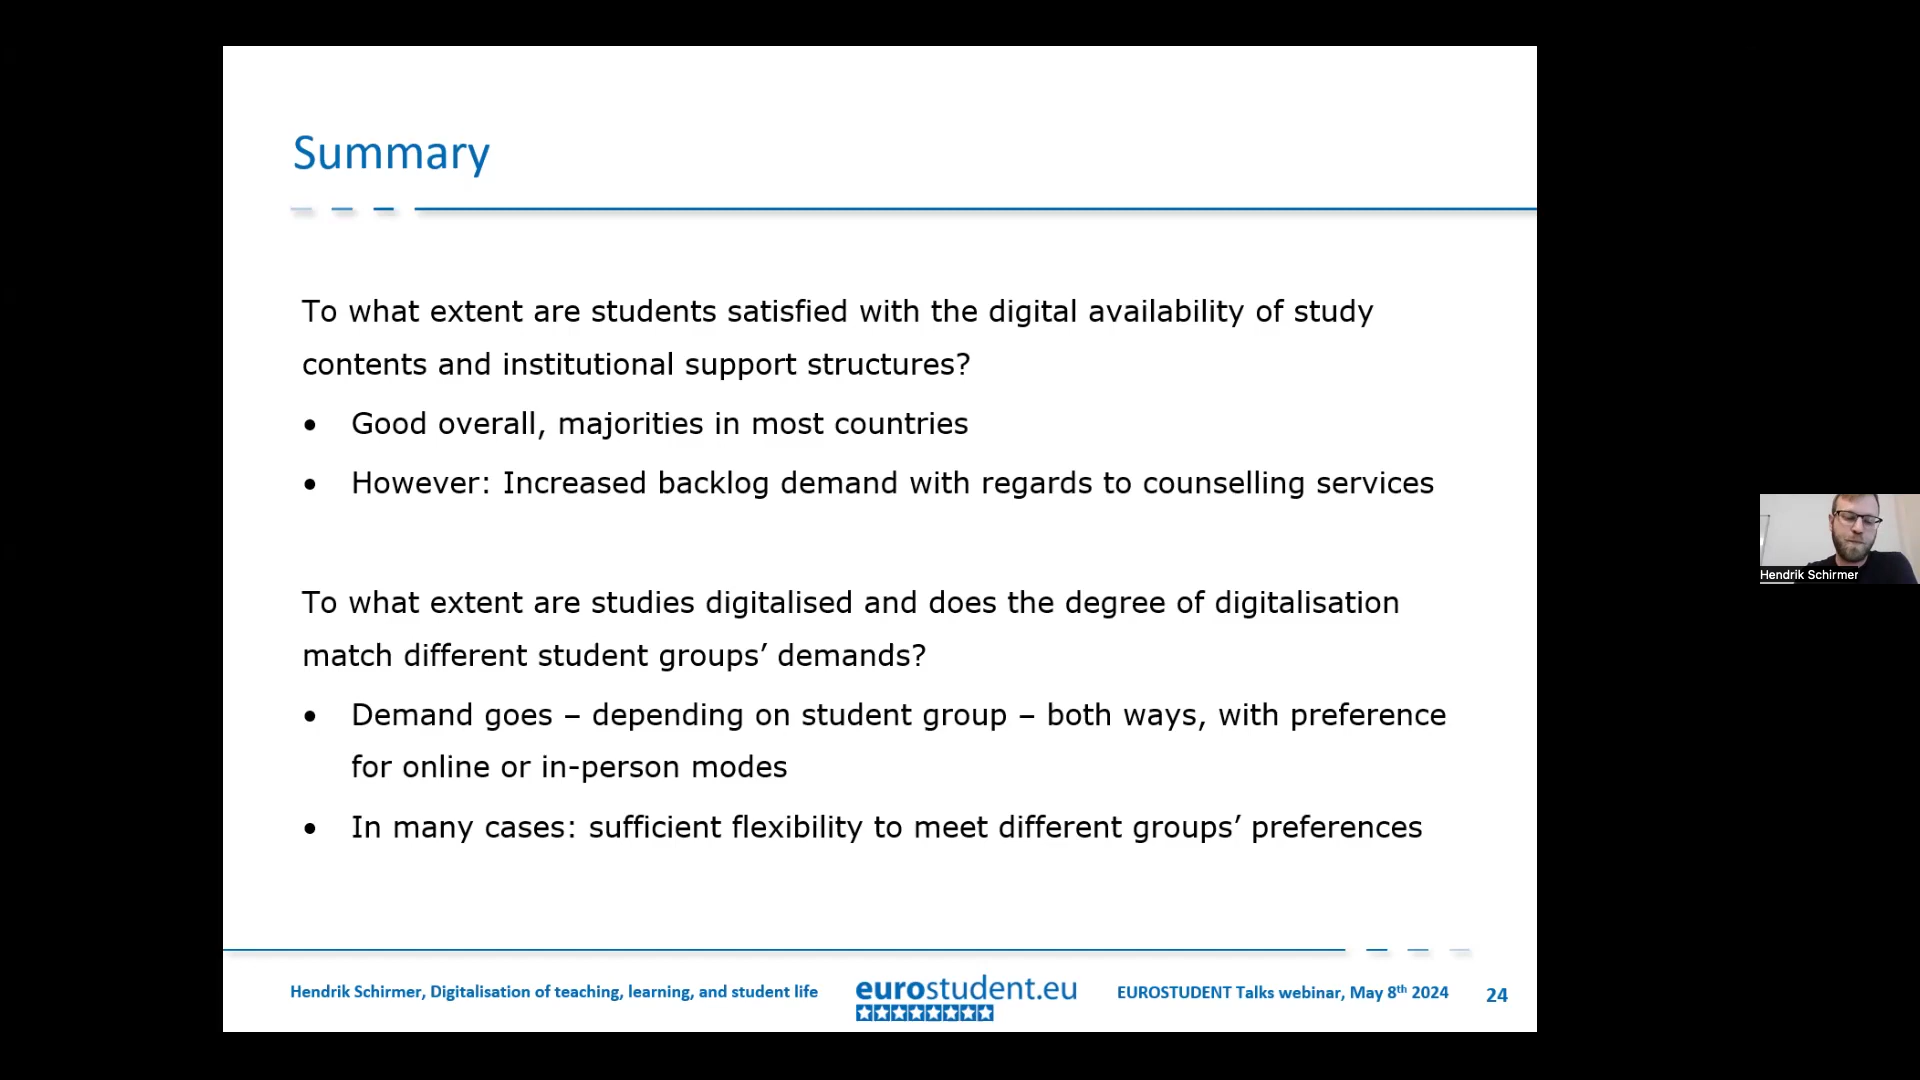 Summary
To what extent are students satisfied with the digital availability of study
contents and institutional support structures?
• Good overall, majorities in most countries
• However: Increased backlog demand with regards to counselling services
To what extent are studies digitalised and does the degree of digitalisation
match different student groups’ demands?
• Demand goes – depending on student group – both ways, with preference
for online or in-person modes
• In many cases: sufficient flexibility to meet different groups’ preferences
Hendrik Schirmer, Digitalisation of teaching, learning, and student life
eurostudent.eu
EUROSTUDENT Talks webinar, May 8th 2024
24
Hendrik Schirmer